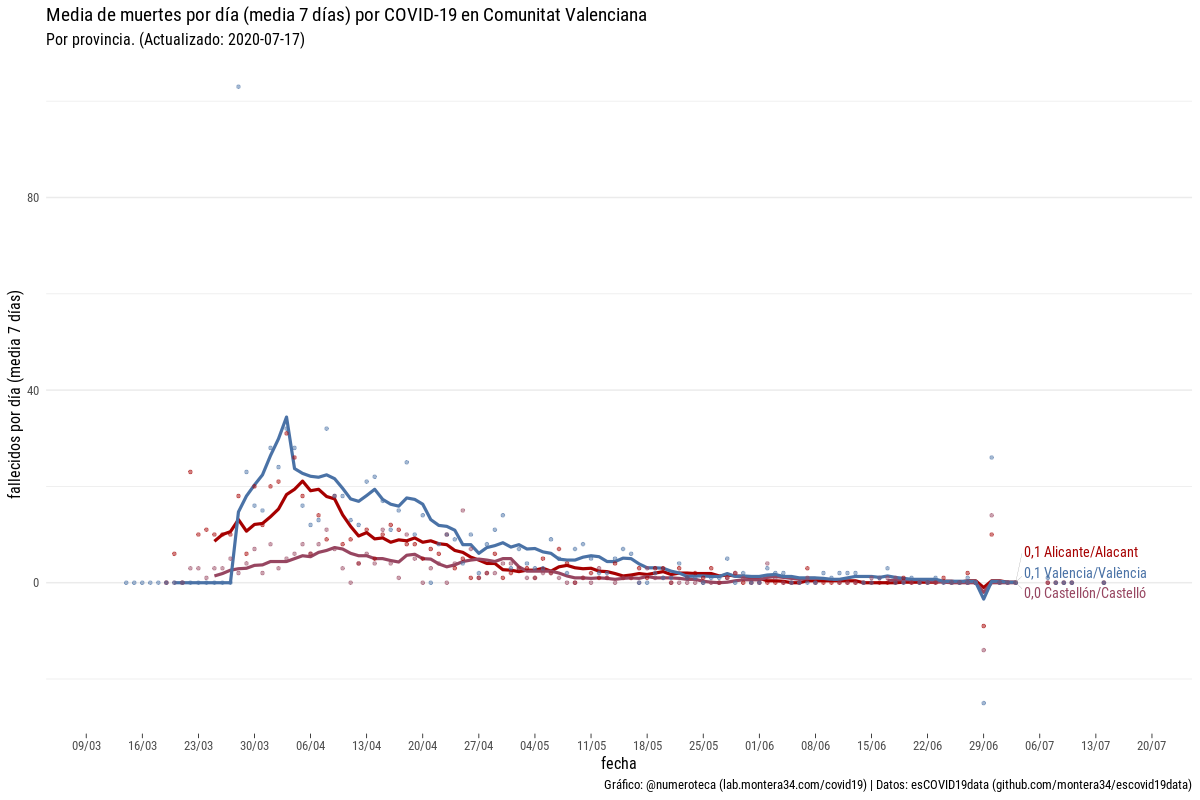 Media de muertes por día (media 7 días) por COVID-19 en Comunitat Valenciana
Por provincia. (Actualizado: 2020-07-17)
fallecidos por día (media 7 días)
80
40
0
0,1 Alicante/Alacant
0,1 Valencia/València
0,0 Castellón/Castelló
09/03 16/03 23/03 30/03 06/04 13/04 20/04 27/04 04/05 11/05 18/05 25/05 01/06 08/06 15/06 22/06 29/06 06/07 13/07 20/07
fecha
Gráfico: @numeroteca (lab.montera34.com/covid19) | Datos: esCOVID19data (github.com/montera34/escovid19data)